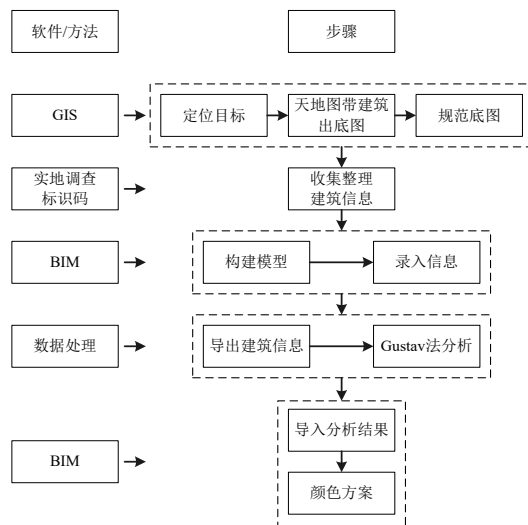 软件/方法
步骤
GIS
定位目标
天地图带建筑
出底图
规范底图
实地调查
标识码
收集整理
建筑信息
BIM
构建模型
录入信息
数据处理
导出建筑信息
Gustav法分析
导入分析结果
BIM
颜色方案